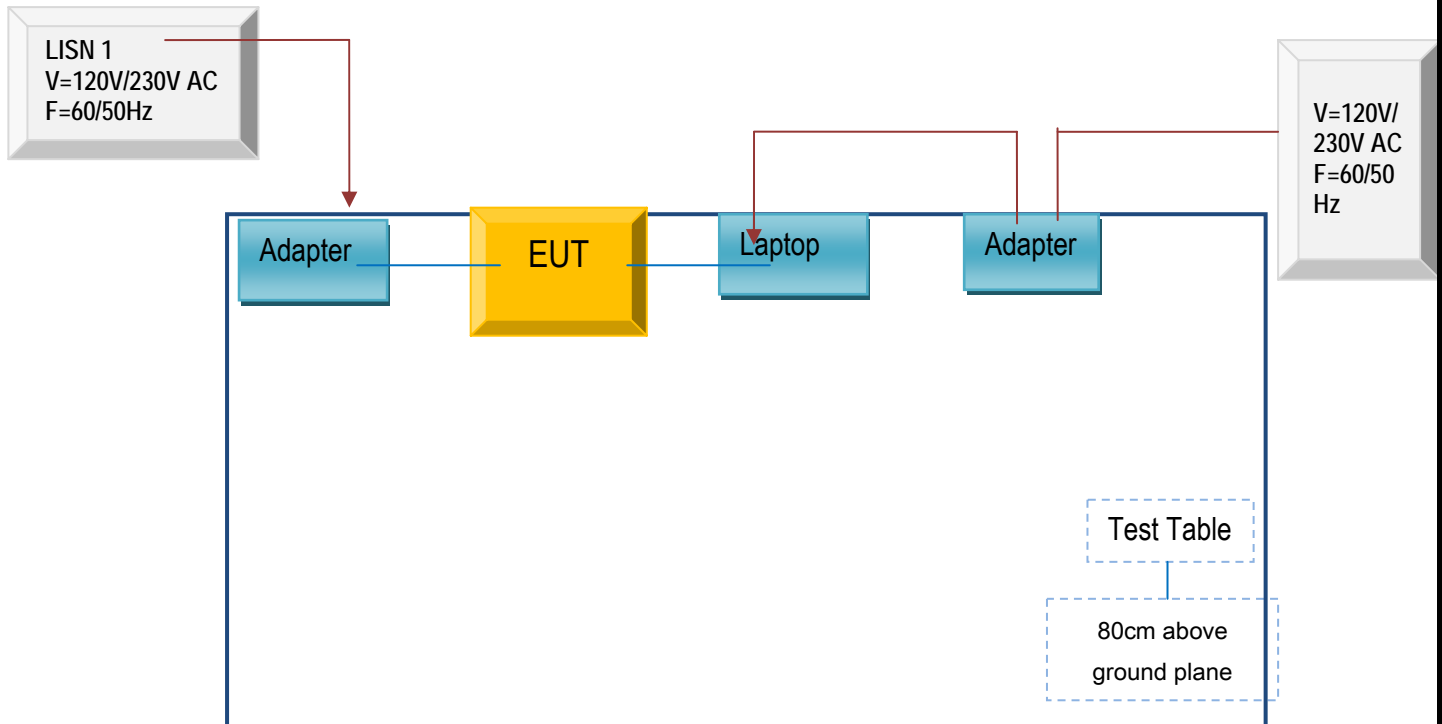 LISN 1
V=120V/230V AC
F=60/50Hz
V=120V/
230V AC
F=60/50
Hz
Adapter
EUT
Laptop
Adapter
Test Table
80cm above
ground plane